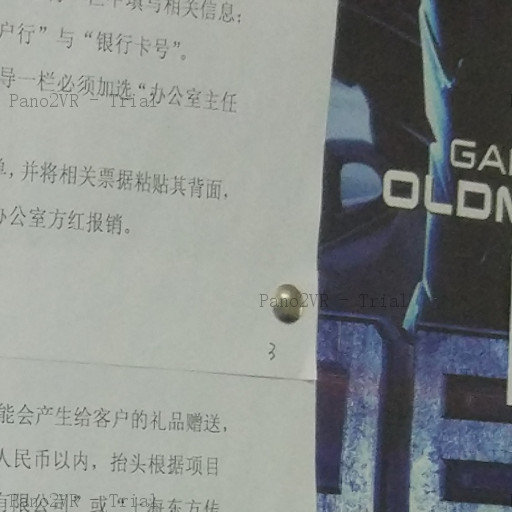 中填写相关信息;
户行”与“银行卡号”。
导一栏必须加选“办公室主任
单,并将相关票据粘贴其背面,
办公室方红报销。
3
能会产生给客户的礼品赠送,
人民币以内，抬头根据项目
有限公司”或“上海东方传
GA
OLDM
Pano2VR - Trial
Pano2VR - Trial
Pano2VR - Trial